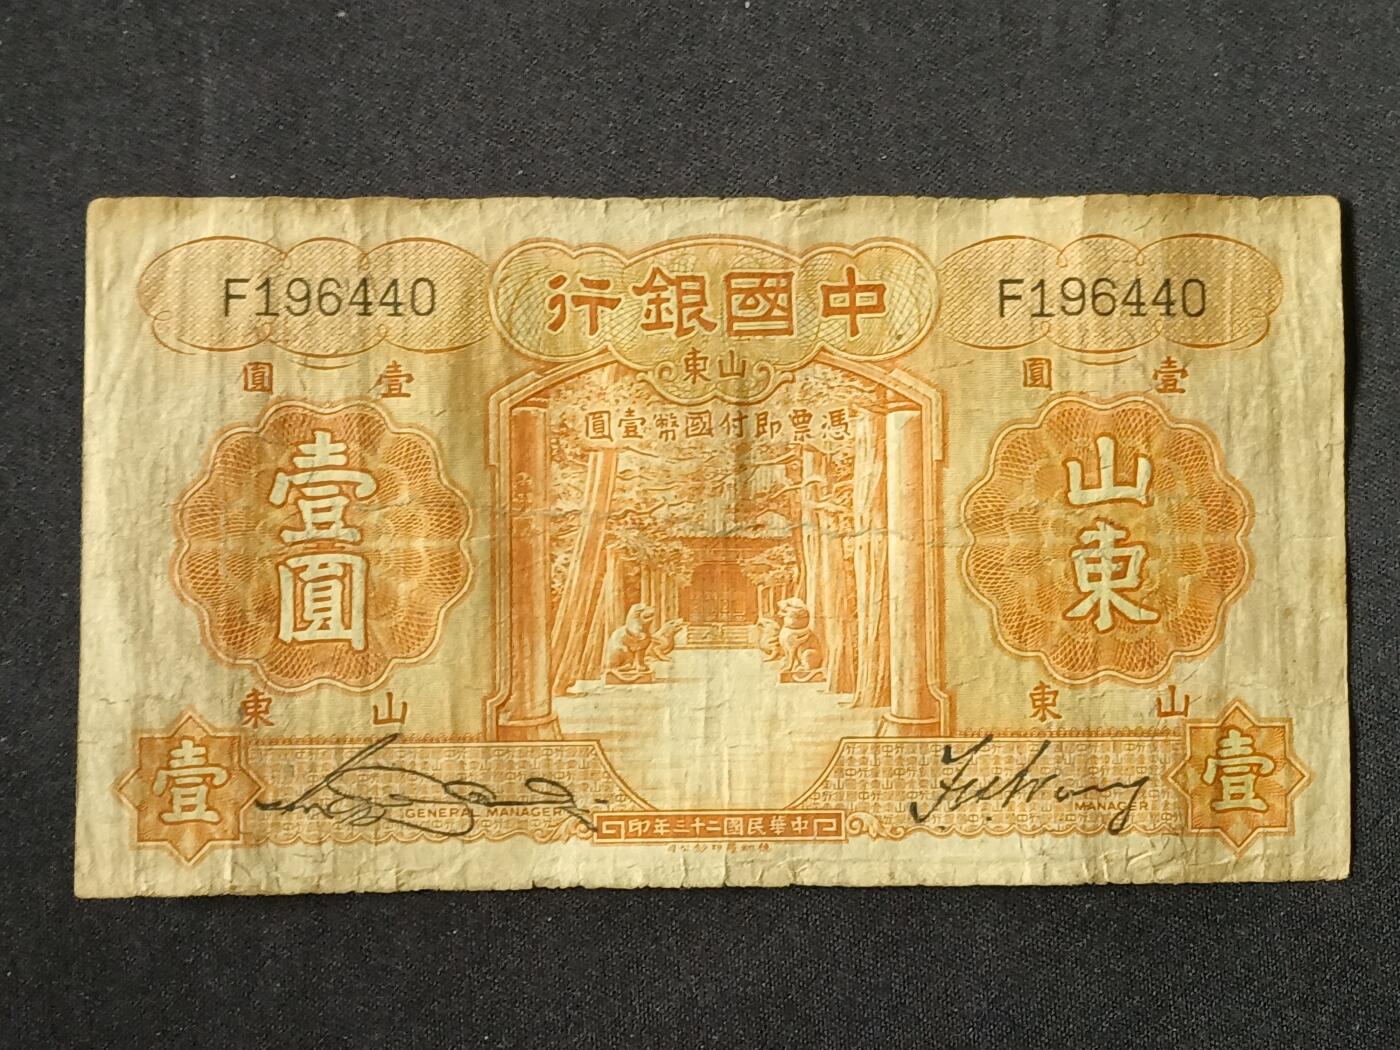 F196440
中國銀行
F196440
山東
壹圓
壹圓
憑票即付國幣壹圓
壹圓
山東
山東
山東
壹
壹
GENERAL MANAGER
MANAGER
中華民國二十三年印